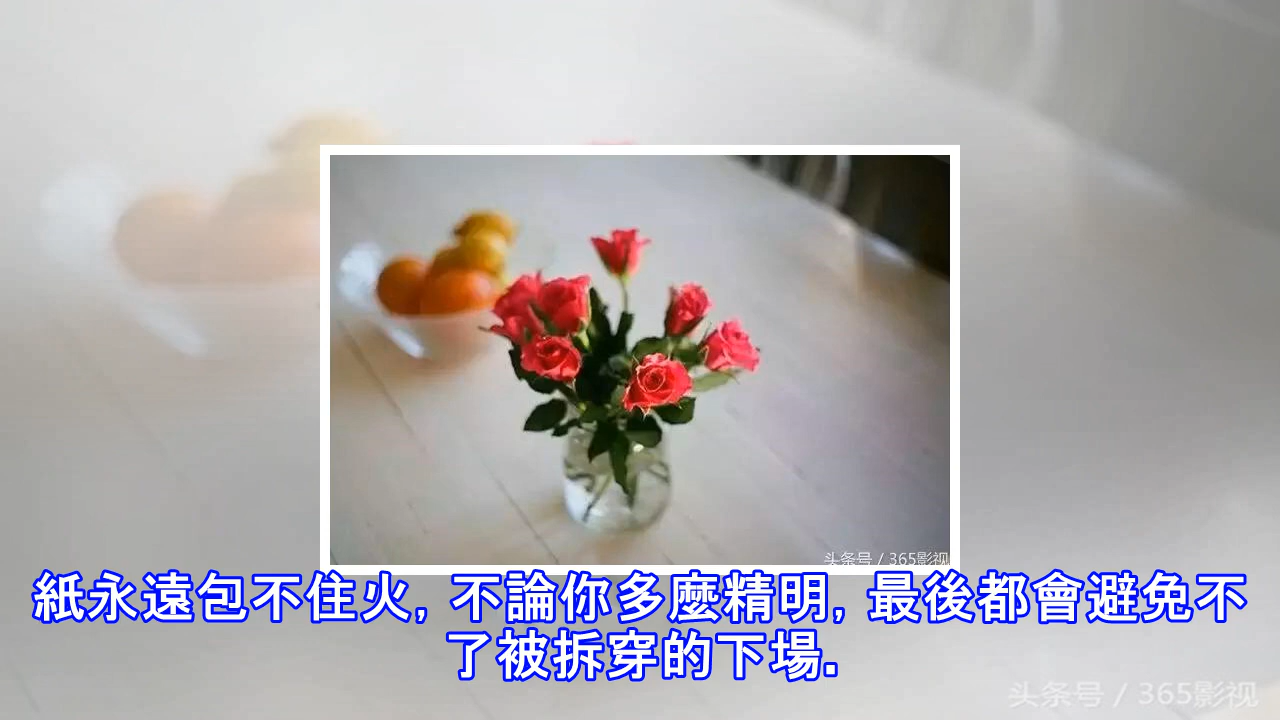 头条号 / 365影视
紙永遠包不住火, 不論你多麼精明, 最後都會避免不
了被拆穿的下場.
头条号 / 365影视